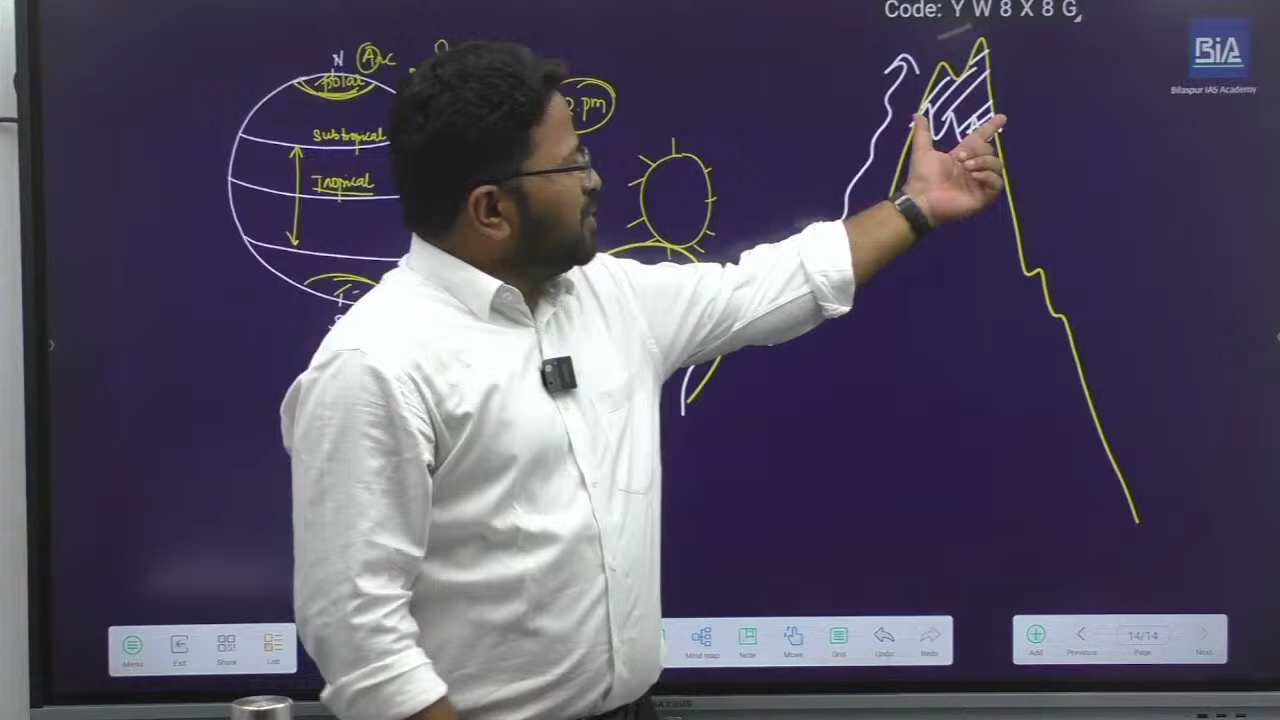 Code: Y W 8 X 8 G
BiA
Bilaspur IAS Academy
N
Arc
Polar
.pm
Subtropical
Tropical
Menu
Exit
Share
List
Mind map
Note
Move
Grid
Undo
Redo
Add
Previous
14/14
Page
Next